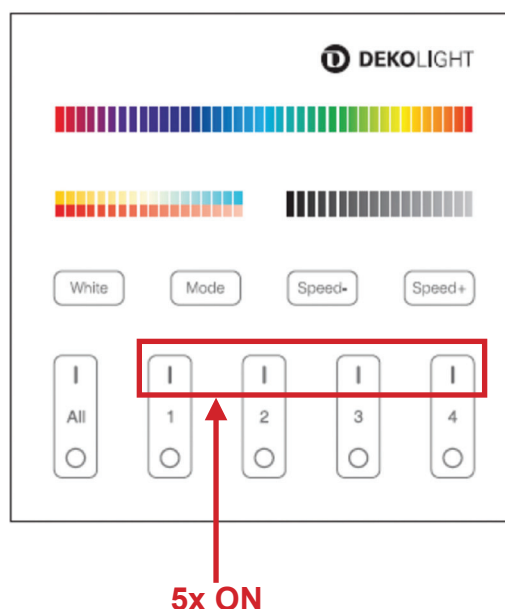 DEKOLIGHT
White Mode Speed- Speed+
I I I I I
All 1 2 3 4
O O O O O
5x ON